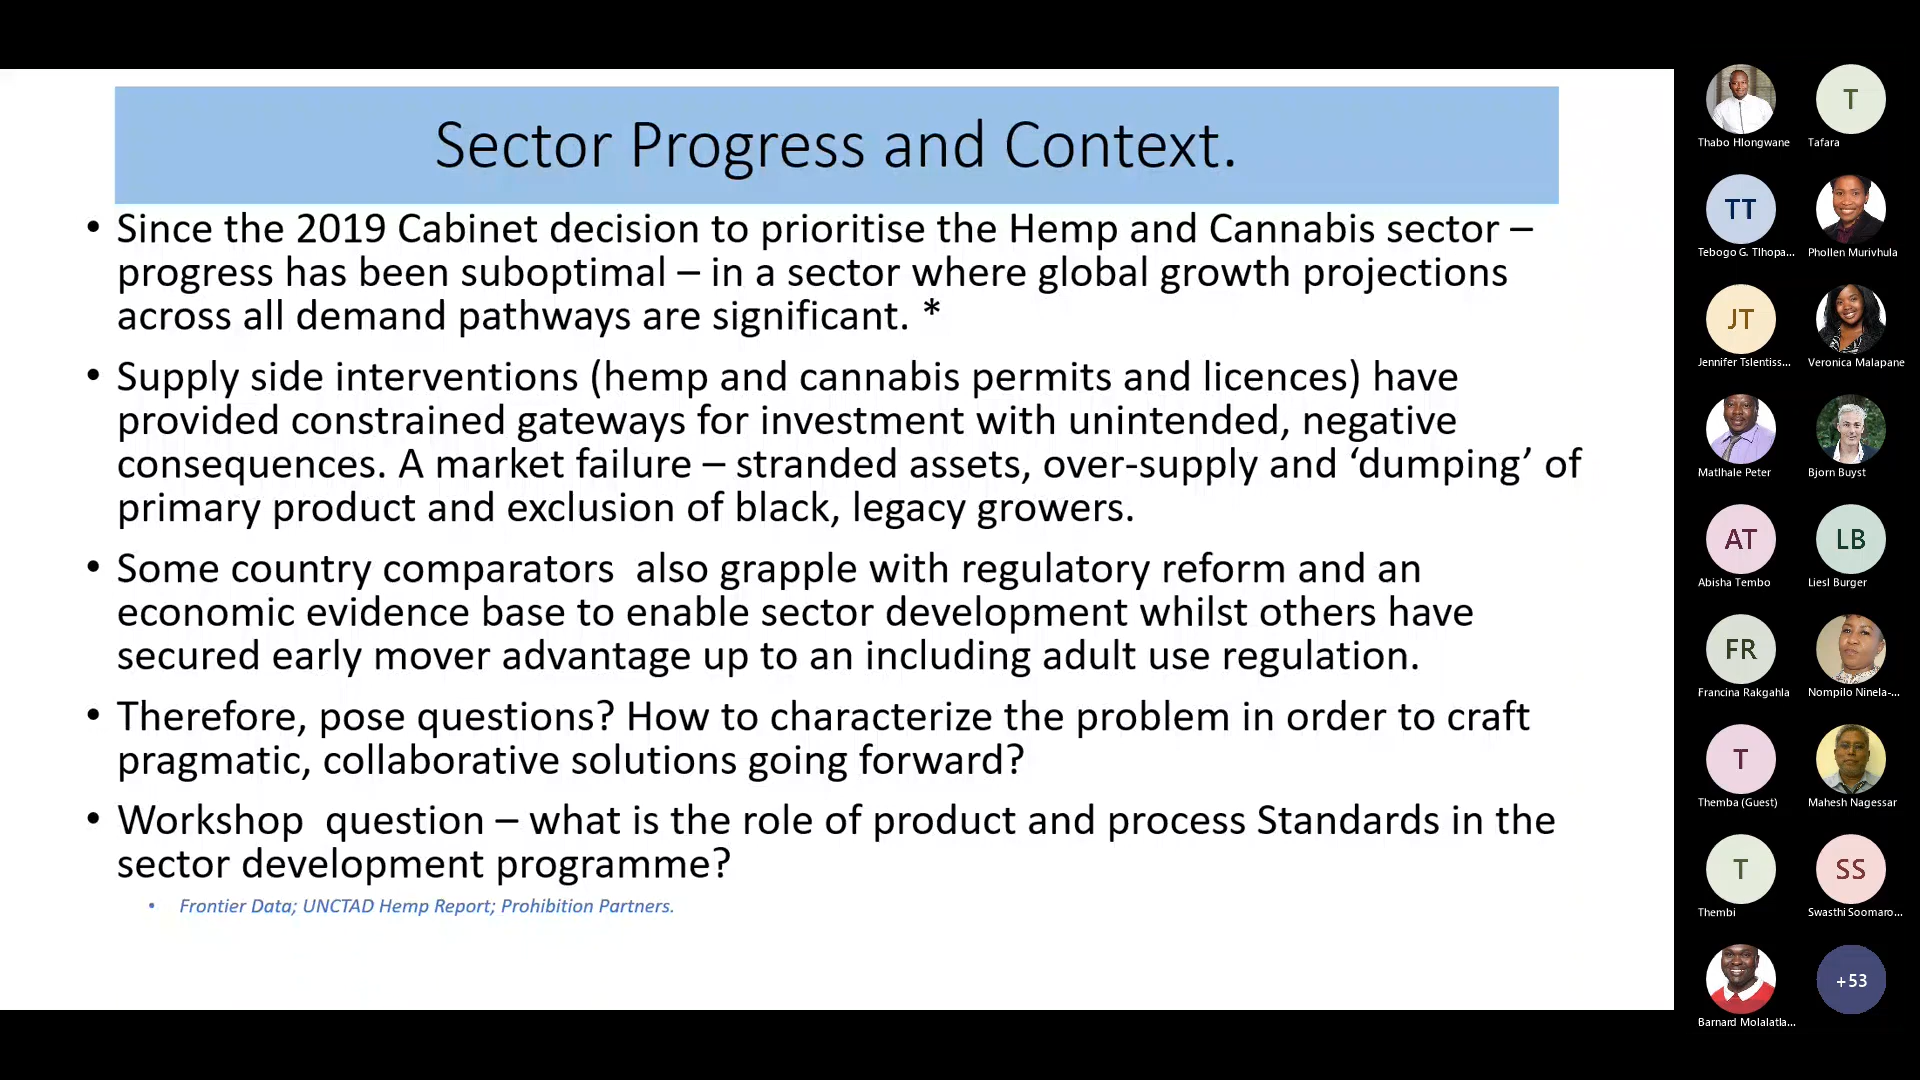 Sector Progress and Context.
• Since the 2019 Cabinet decision to prioritise the Hemp and Cannabis sector –
progress has been suboptimal – in a sector where global growth projections
across all demand pathways are significant. *
• Supply side interventions (hemp and cannabis permits and licences) have
provided constrained gateways for investment with unintended, negative
consequences. A market failure – stranded assets, over-supply and ‘dumping’ of
primary product and exclusion of black, legacy growers.
• Some country comparators  also grapple with regulatory reform and an
economic evidence base to enable sector development whilst others have
secured early mover advantage up to an including adult use regulation.
• Therefore, pose questions? How to characterize the problem in order to craft
pragmatic, collaborative solutions going forward?
• Workshop  question – what is the role of product and process Standards in the
sector development programme?
• Frontier Data; UNCTAD Hemp Report; Prohibition Partners.
Thabo Hlongwane
T
Tafara
TT
Tebogo G. Tlhopa...
Phollen Murivhula
JT
Jennifer Tslentiss...
Veronica Malapane
Matlhale Peter
Bjorn Buyst
AT
Abisha Tembo
LB
Liesl Burger
FR
Francina Rakgahla
Nompilo Ninela-...
T
Themba (Guest)
Mahesh Nagessar
T
Thembi
SS
Swasthi Soomaro...
Barnard Molalatla...
+53